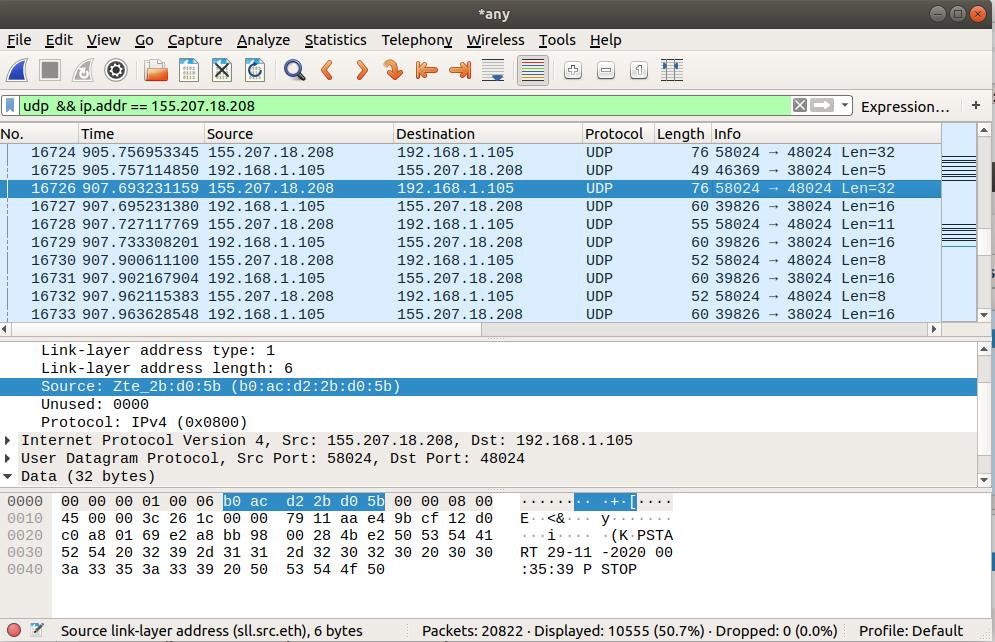 *any
File Edit View Go Capture Analyze Statistics Telephony Wireless Tools Help
udp && ip.addr == 155.207.18.208 Expression… +
No. Time Source Destination Protocol Length Info
16724 905.756953345 155.207.18.208 192.168.1.105 UDP 76 58024 → 48024 Len=32
16725 905.757114850 192.168.1.105 155.207.18.208 UDP 49 46369 → 38024 Len=5
16726 907.693231159 155.207.18.208 192.168.1.105 UDP 76 58024 → 48024 Len=32
16727 907.695231380 192.168.1.105 155.207.18.208 UDP 60 39826 → 38024 Len=16
16728 907.727117769 192.168.1.105 155.207.18.208 UDP 55 58024 → 48024 Len=11
16729 907.733308201 192.168.1.105 155.207.18.208 UDP 60 39826 → 38024 Len=16
16730 907.900611100 155.207.18.208 192.168.1.105 UDP 52 58024 → 48024 Len=8
16731 907.902167904 192.168.1.105 155.207.18.208 UDP 60 39826 → 38024 Len=16
16732 907.962115383 155.207.18.208 192.168.1.105 UDP 52 58024 → 48024 Len=8
16733 907.963628548 192.168.1.105 155.207.18.208 UDP 60 39826 → 38024 Len=16
Link-layer address type: 1
Link-layer address length: 6
Source: Zte_2b:d0:5b (b0:ac:d2:2b:d0:5b)
Unused: 0000
Protocol: IPv4 (0x0800)
Internet Protocol Version 4, Src: 155.207.18.208, Dst: 192.168.1.105
User Datagram Protocol, Src Port: 58024, Dst Port: 48024
Data (32 bytes)
0000 00 00 00 01 00 06 b0 ac d2 2b d0 5b 00 00 08 00 ········ ·+·[····
0010 45 00 00 3c 26 1c 00 00 79 11 aa e4 9b cf 12 d0 E··<&··· y·······
0020 c0 a8 01 69 e2 a8 bb 98 00 28 4b e2 50 53 54 41 ···i···· ·(K·PSTA
0030 52 54 20 32 39 2d 31 31 2d 32 30 32 30 20 30 30 RT 29-11 -2020 00
0040 3a 33 35 3a 33 39 20 50 53 54 4f 50 :35:39 P STOP
Source link-layer address (sll.src.eth), 6 bytes Packets: 20822 · Displayed: 10555 (50.7%) · Dropped: 0 (0.0%) Profile: Default